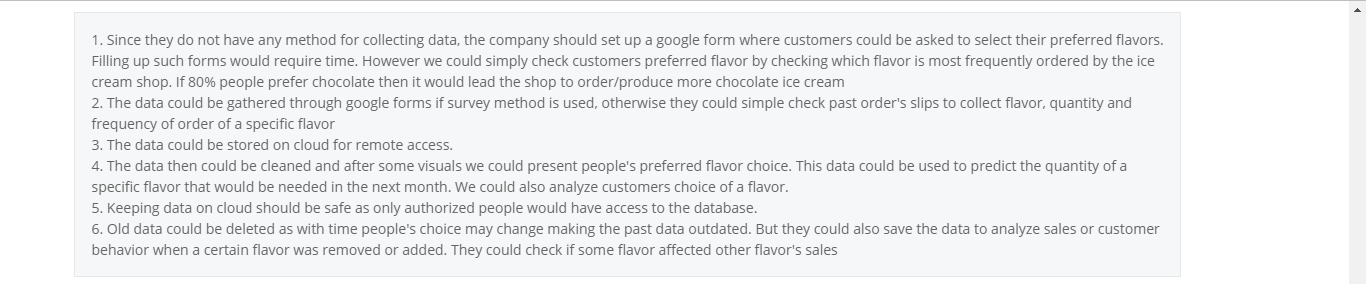 1. Since they do not have any method for collecting data, the company should set up a google form where customers could be asked to select their preferred flavors.
Filling up such forms would require time. However we could simply check customers preferred flavor by checking which flavor is most frequently ordered by the ice
cream shop. If 80% people prefer chocolate then it would lead the shop to order/produce more chocolate ice cream
2. The data could be gathered through google forms if survey method is used, otherwise they could simple check past order's slips to collect flavor, quantity and
frequency of order of a specific flavor
3. The data could be stored on cloud for remote access.
4. The data then could be cleaned and after some visuals we could present people's preferred flavor choice. This data could be used to predict the quantity of a
specific flavor that would be needed in the next month. We could also analyze customers choice of a flavor.
5. Keeping data on cloud should be safe as only authorized people would have access to the database.
6. Old data could be deleted as with time people's choice may change making the past data outdated. But they could also save the data to analyze sales or customer
behavior when a certain flavor was removed or added. They could check if some flavor affected other flavor's sales